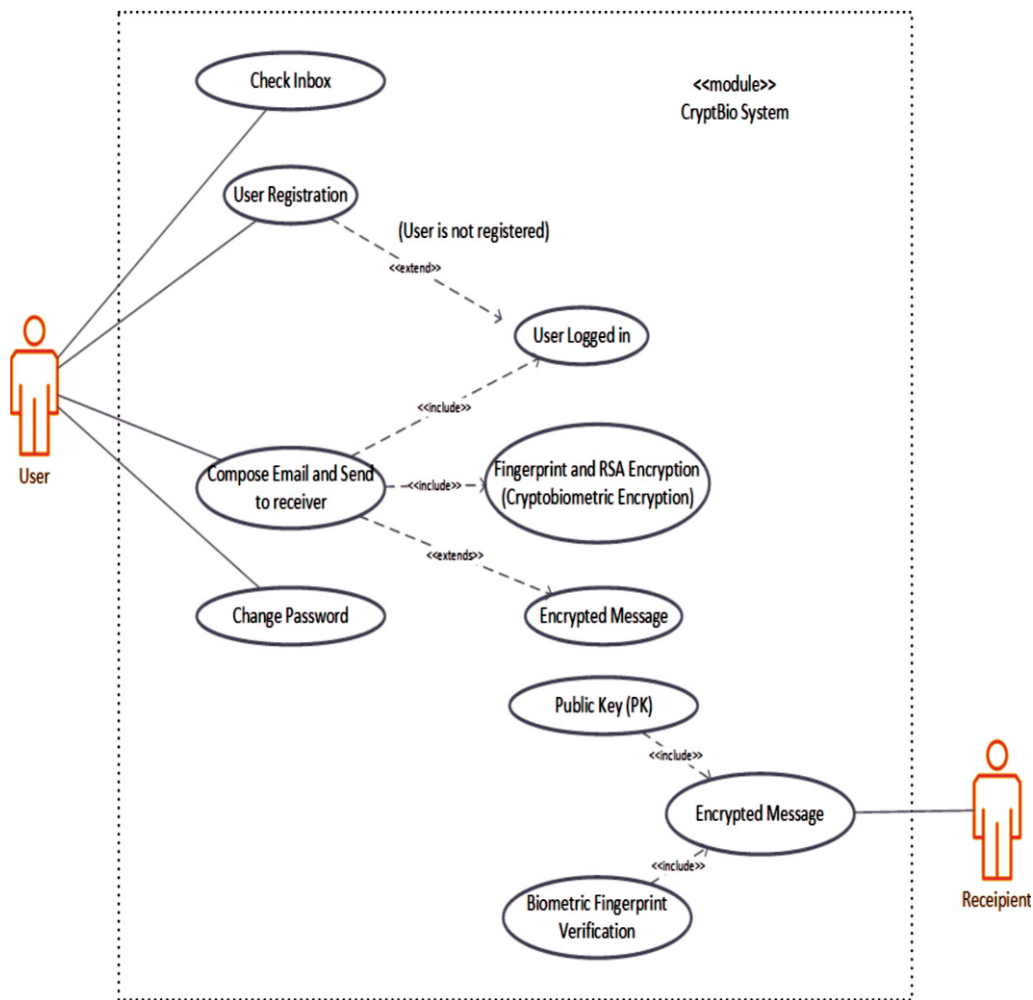 Check Inbox
<<module>>
CryptBio System
User Registration
(User is not registered)
<<extend>>
User Logged in
<<include>>
User
Compose Email and Send
to receiver
<<include>>
Fingerprint and RSA Encryption
(Cryptobiometric Encryption)
<<extends>>
Change Password
Encrypted Message
Public Key (PK)
<<include>>
Encrypted Message
<<include>>
Biometric Fingerprint
Verification
Receipient